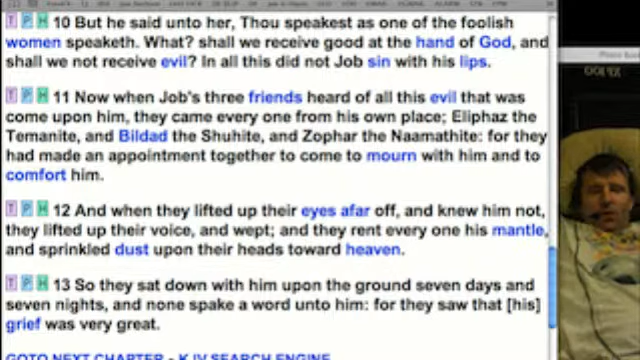 T P H 10 But he said unto her, Thou speakest as one of the foolish
women speaketh. What? shall we receive good at the hand of God, and
shall we not receive evil? In all this did not Job sin with his lips.
T P H 11 Now when Job's three friends heard of all this evil that was
come upon him, they came every one from his own place; Eliphaz the
Temanite, and Bildad the Shuhite, and Zophar the Naamathite: for they
had made an appointment together to come to mourn with him and to
comfort him.
T P H 12 And when they lifted up their eyes afar off, and knew him not,
they lifted up their voice, and wept; and they rent every one his mantle,
and sprinkled dust upon their heads toward heaven.
T P H 13 So they sat down with him upon the ground seven days and
seven nights, and none spake a word unto him: for they saw that [his]
grief was very great.
GOTO NEXT CHAPTER - KJV SEARCH ENGINE